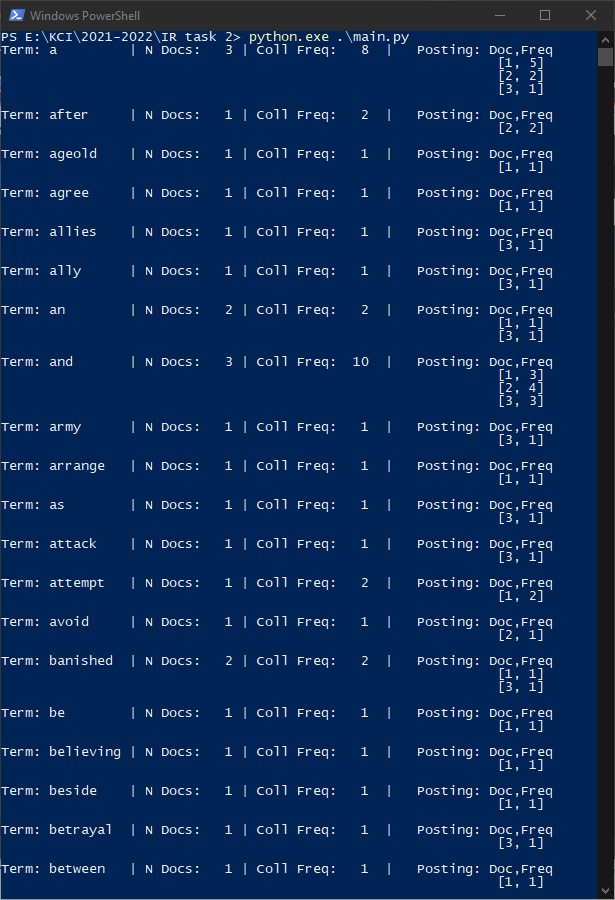 Windows PowerShell
PS E:\KCI\2021-2022\IR task 2> python.exe .\main.py
Term: a | N Docs: 3 | Coll Freq: 8 | Posting: Doc,Freq
[1, 5]
[2, 2]
[3, 1]
Term: after | N Docs: 1 | Coll Freq: 2 | Posting: Doc,Freq
[2, 2]
Term: ageold | N Docs: 1 | Coll Freq: 1 | Posting: Doc,Freq
[1, 1]
Term: agree | N Docs: 1 | Coll Freq: 1 | Posting: Doc,Freq
[1, 1]
Term: allies | N Docs: 1 | Coll Freq: 1 | Posting: Doc,Freq
[3, 1]
Term: ally | N Docs: 1 | Coll Freq: 1 | Posting: Doc,Freq
[3, 1]
Term: an | N Docs: 2 | Coll Freq: 2 | Posting: Doc,Freq
[1, 1]
[3, 1]
Term: and | N Docs: 3 | Coll Freq: 10 | Posting: Doc,Freq
[1, 3]
[2, 4]
[3, 3]
Term: army | N Docs: 1 | Coll Freq: 1 | Posting: Doc,Freq
[3, 1]
Term: arrange | N Docs: 1 | Coll Freq: 1 | Posting: Doc,Freq
[1, 1]
Term: as | N Docs: 1 | Coll Freq: 1 | Posting: Doc,Freq
[3, 1]
Term: attack | N Docs: 1 | Coll Freq: 1 | Posting: Doc,Freq
[3, 1]
Term: attempt | N Docs: 1 | Coll Freq: 2 | Posting: Doc,Freq
[1, 2]
Term: avoid | N Docs: 1 | Coll Freq: 1 | Posting: Doc,Freq
[2, 1]
Term: banished | N Docs: 2 | Coll Freq: 2 | Posting: Doc,Freq
[1, 1]
[3, 1]
Term: be | N Docs: 1 | Coll Freq: 1 | Posting: Doc,Freq
[1, 1]
Term: believing | N Docs: 1 | Coll Freq: 1 | Posting: Doc,Freq
[1, 1]
Term: beside | N Docs: 1 | Coll Freq: 1 | Posting: Doc,Freq
[1, 1]
Term: betrayal | N Docs: 1 | Coll Freq: 1 | Posting: Doc,Freq
[3, 1]
Term: between | N Docs: 1 | Coll Freq: 1 | Posting: Doc,Freq
[1, 1]